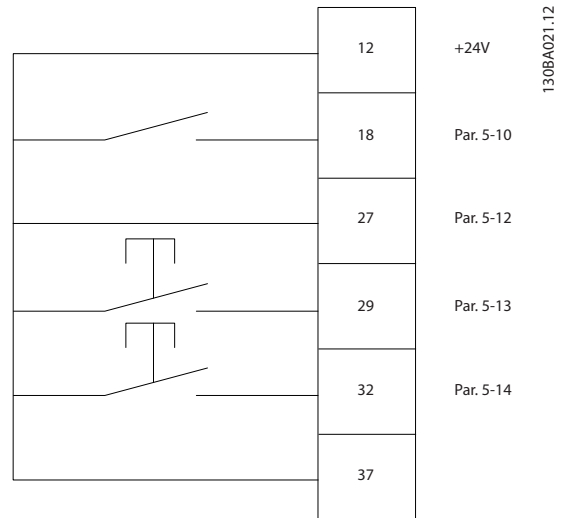 12 +24V
18 Par. 5-10
27 Par. 5-12
29 Par. 5-13
32 Par. 5-14
37
130BA021.12